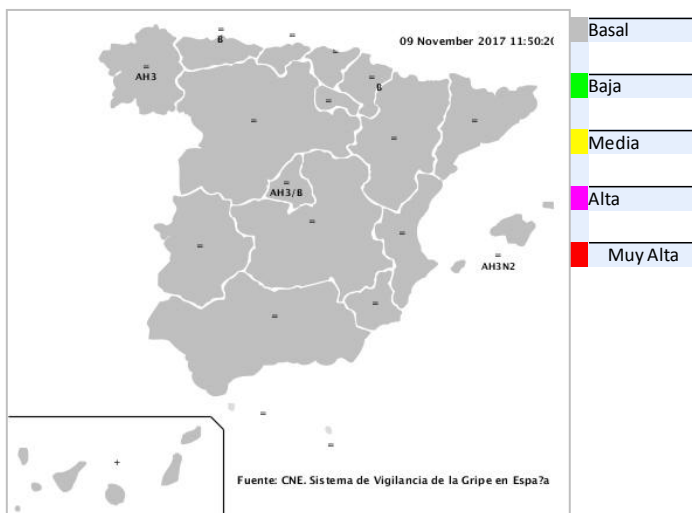 =
B
=
09 November 2017 11:50:2
Basal
=
=
AH3
=
B
Baja
=
=
=
=
Media
=
AH3/B
Alta
=
=
=
=
AH3N2
Muy Alta
=
=
=
=
+
Fuente: CNE. Sistema de Vigilancia de la Gripe en Espa?a